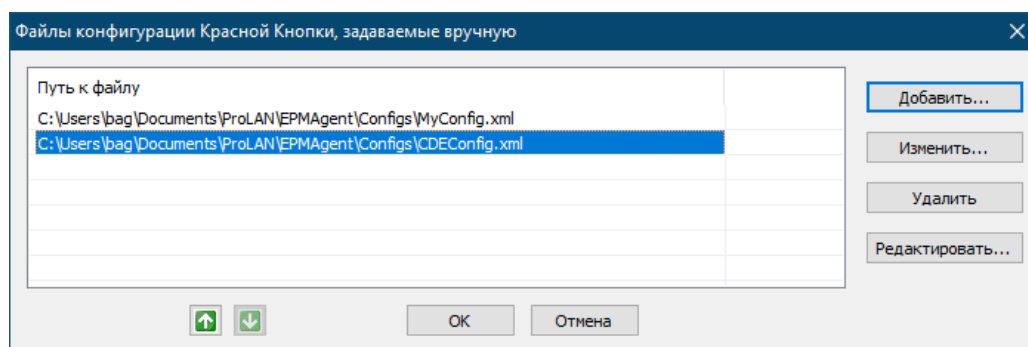 Файлы конфигурации Красной Кнопки, задаваемые вручную
Путь к файлу
C:\Users\bag\Documents\ProLAN\EPMAgent\Configs\MyConfig.xml
C:\Users\bag\Documents\ProLAN\EPMAgent\Configs\CDEConfig.xml
Добавить...
Изменить...
Удалить
Редактировать...
OK
Отмена